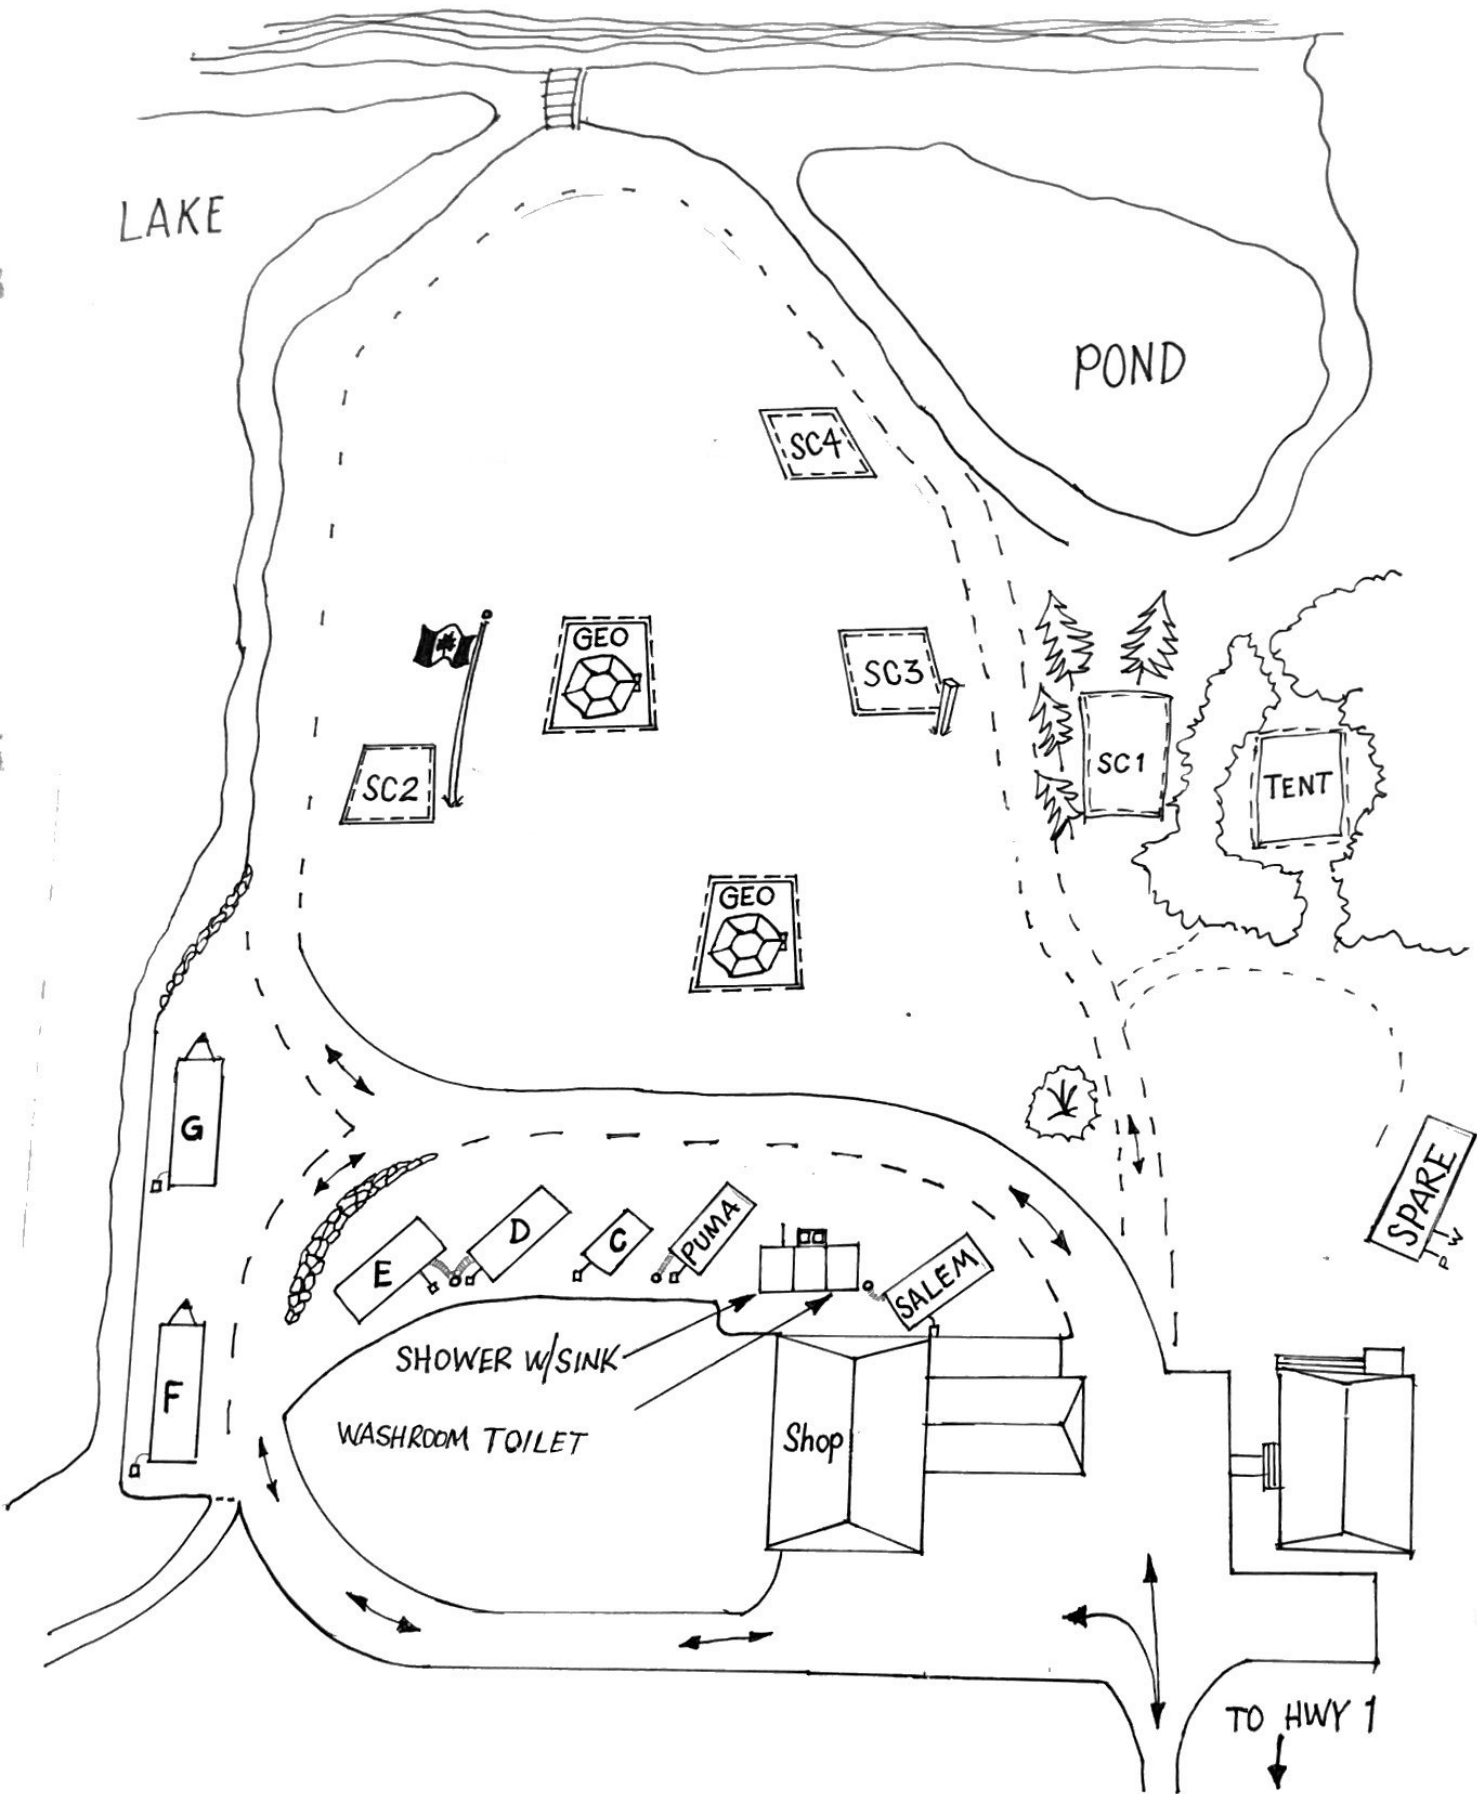 LAKE
POND
SC4
GEO
SC3
SC2
SC1
TENT
GEO
G
SPARE
P W
E
D
C
PUMA
SALEM
F
SHOWER W/SINK
WASHROOM TOILET
Shop
TO HWY 1